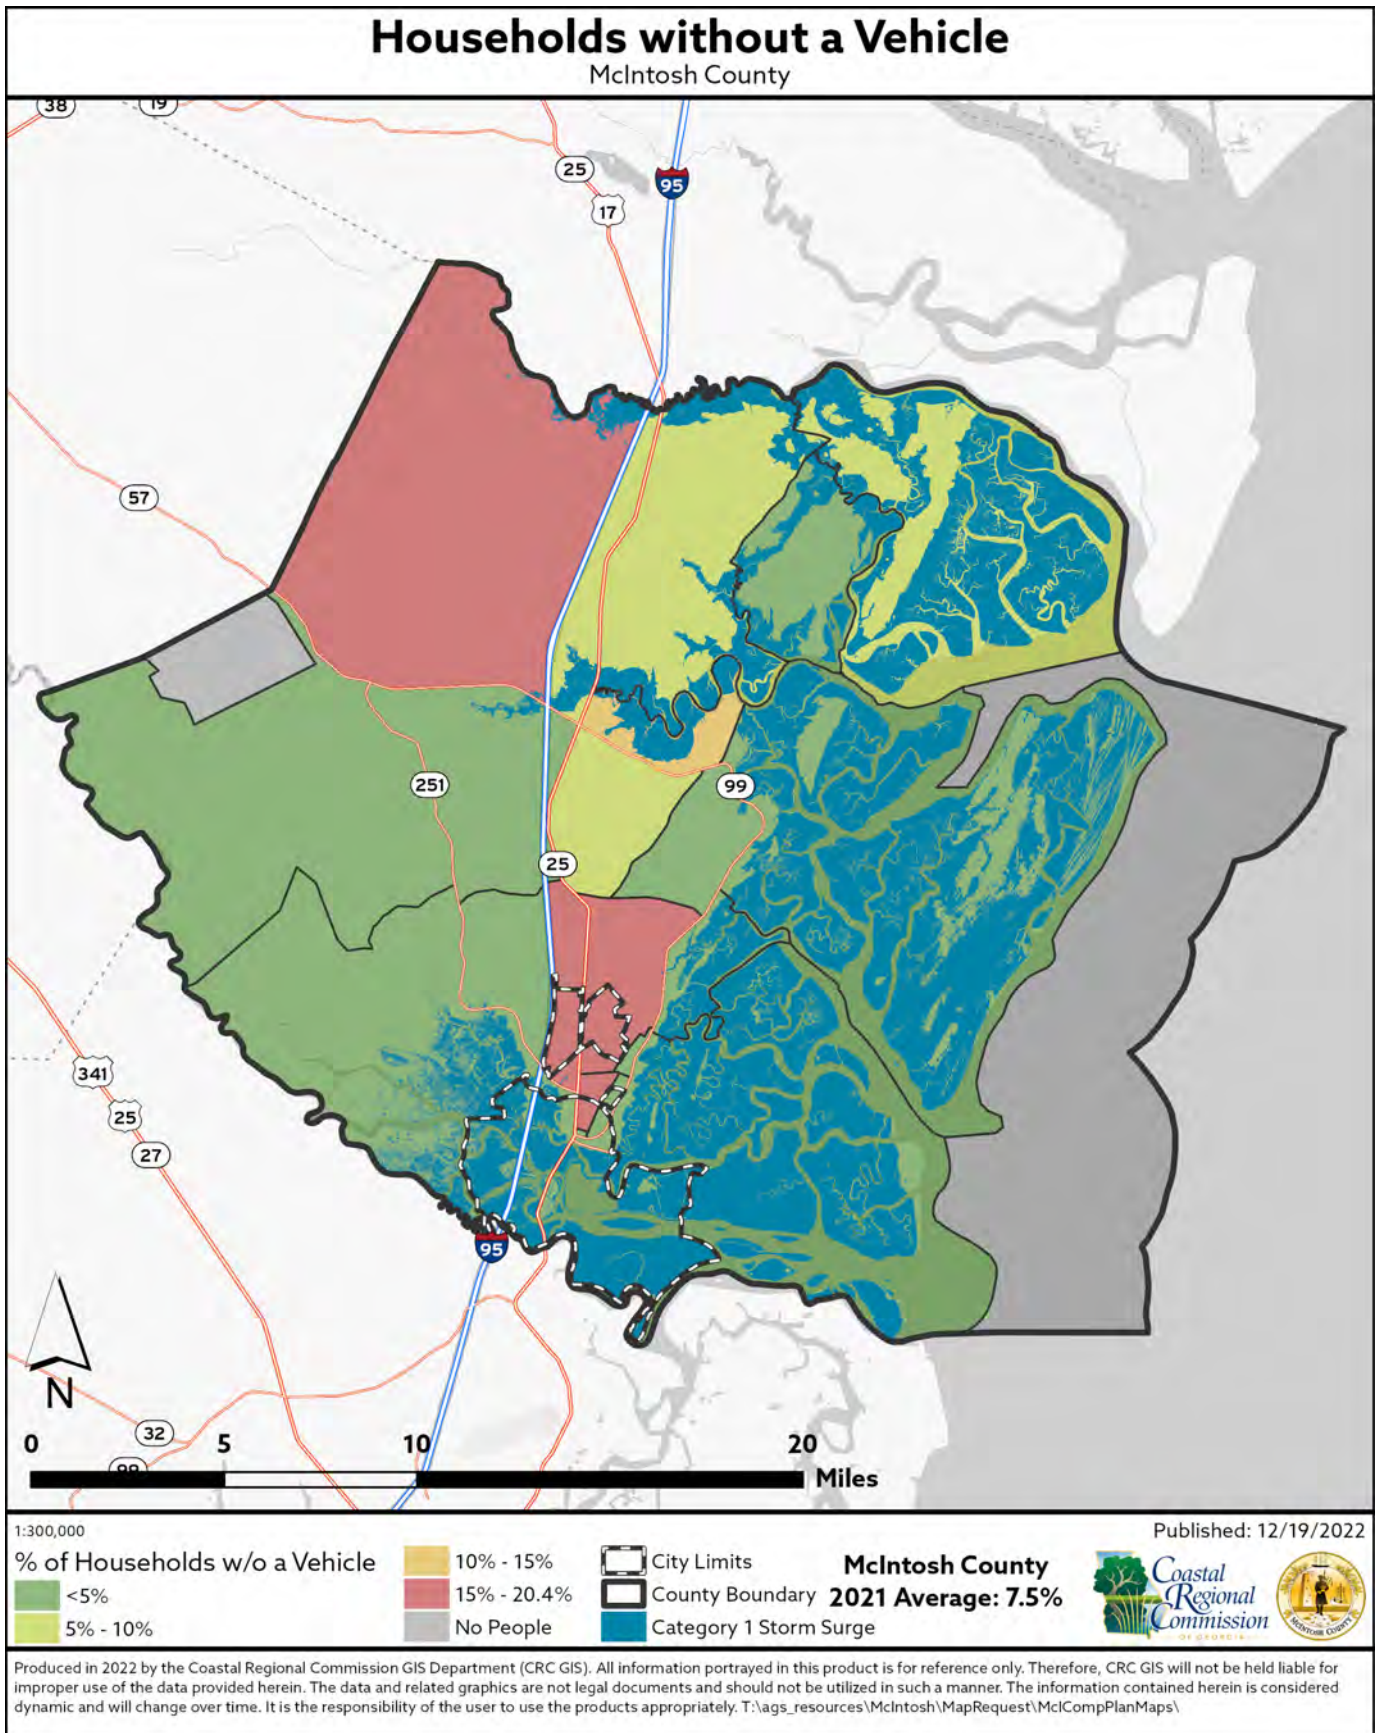 Households without a Vehicle
McIntosh County
38
19
25
95
17
57
251
99
25
341
25
27
95
N
32
99
0 5 10 20
Miles
1:300,000
Published: 12/19/2022
% of Households w/o a Vehicle
<5%
5% - 10%
10% - 15%
15% - 20.4%
No People
City Limits
County Boundary
Category 1 Storm Surge
McIntosh County
2021 Average: 7.5%
Coastal
Regional
Commission
OF GEORGIA
McINTOSH COUNTY
Produced in 2022 by the Coastal Regional Commission GIS Department (CRC GIS). All information portrayed in this product is for reference only. Therefore, CRC GIS will not be held liable for
improper use of the data provided herein. The data and related graphics are not legal documents and should not be utilized in such a manner. The information contained herein is considered
dynamic and will change over time. It is the responsibility of the user to use the products appropriately. T:\ags_resources\McIntosh\MapRequest\McICompPlanMaps\